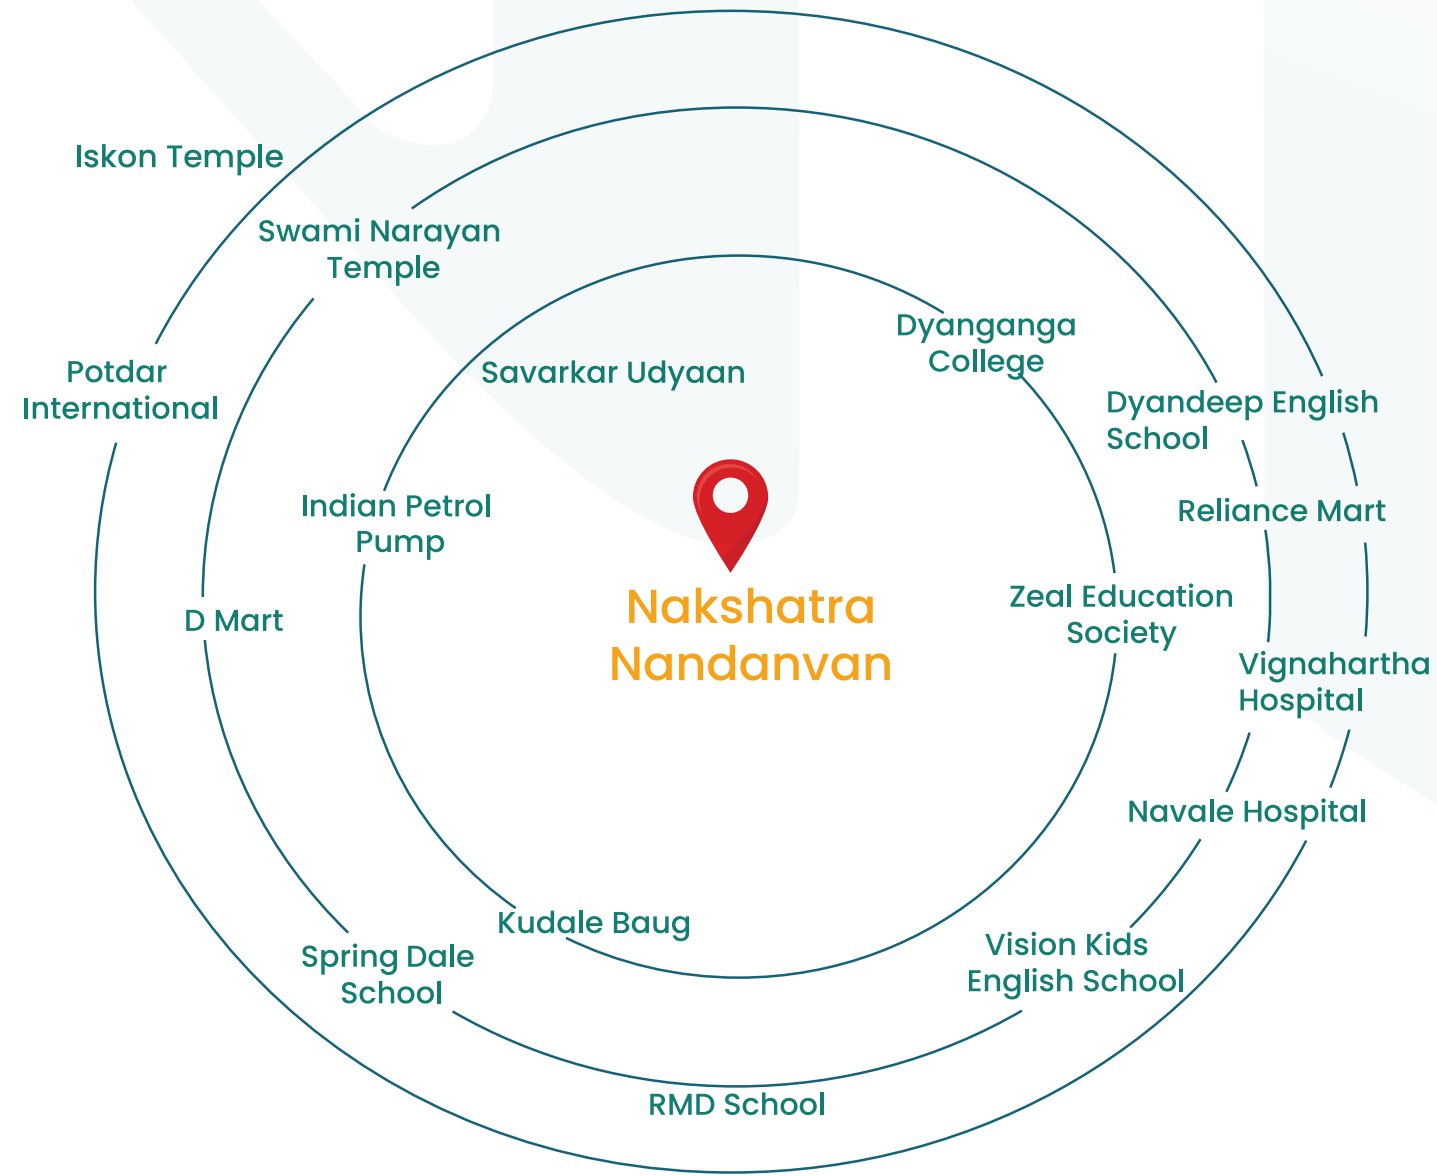 Iskon Temple
Swami Narayan
Temple
Dyanganga
College
Savarkar Udyaan
Potdar
International
Dyandeep English
School
Indian Petrol
Pump
Reliance Mart
Nakshatra
Nandanvan
Zeal Education
Society
D Mart
Vignahartha
Hospital
Navale Hospital
Kudale Baug
Spring Dale
School
Vision Kids
English School
RMD School